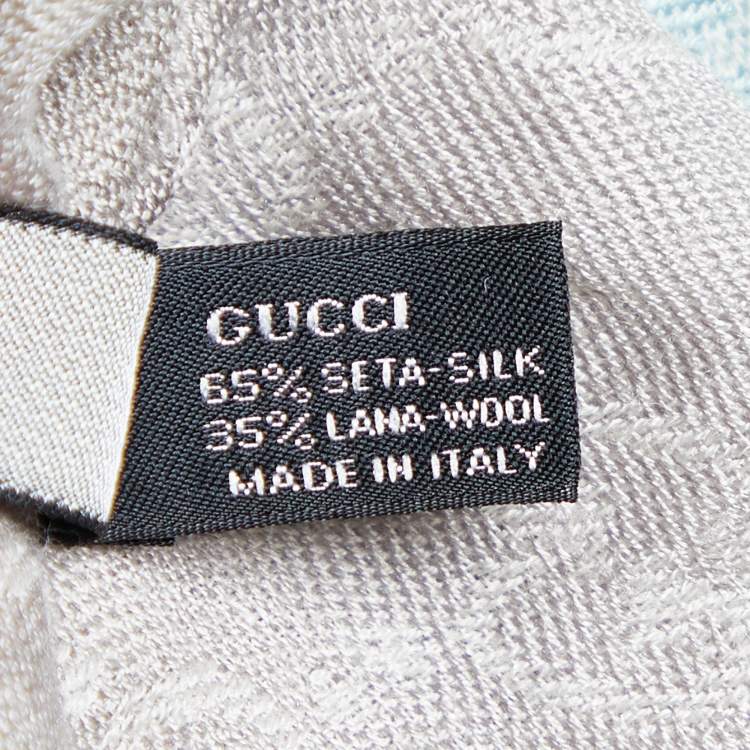 GUCCI
65% SETA-SILK
35% LANA-WOOL
MADE IN ITALY